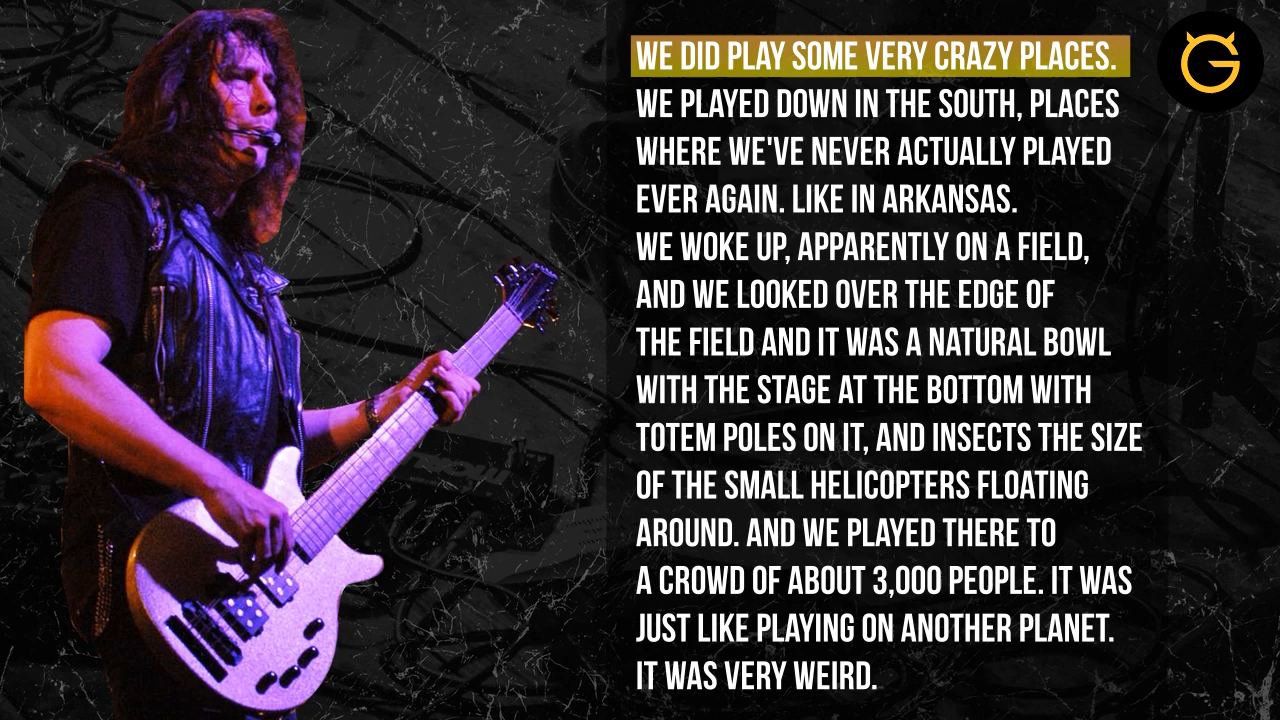 WE DID PLAY SOME VERY CRAZY PLACES.
WE PLAYED DOWN IN THE SOUTH, PLACES
WHERE WE'VE NEVER ACTUALLY PLAYED
EVER AGAIN. LIKE IN ARKANSAS.
WE WOKE UP, APPARENTLY ON A FIELD,
AND WE LOOKED OVER THE EDGE OF
THE FIELD AND IT WAS A NATURAL BOWL
WITH THE STAGE AT THE BOTTOM WITH
TOTEM POLES ON IT, AND INSECTS THE SIZE
OF THE SMALL HELICOPTERS FLOATING
AROUND. AND WE PLAYED THERE TO
A CROWD OF ABOUT 3,000 PEOPLE. IT WAS
JUST LIKE PLAYING ON ANOTHER PLANET.
IT WAS VERY WEIRD.